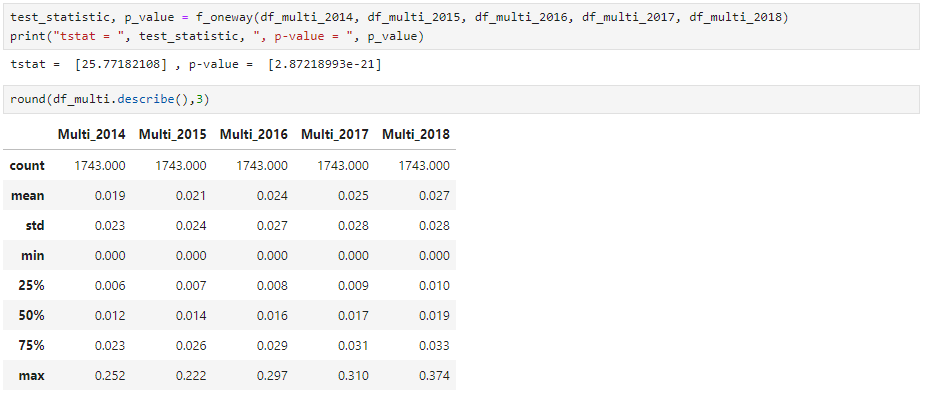 test_statistic, p_value = f_oneway(df_multi_2014, df_multi_2015, df_multi_2016, df_multi_2017, df_multi_2018)
print("tstat = ", test_statistic, ", p-value = ", p_value)
tstat =  [25.77182108] , p-value =  [2.87218993e-21]
round(df_multi.describe(),3)
Multi_2014 Multi_2015 Multi_2016 Multi_2017 Multi_2018
count 1743.000 1743.000 1743.000 1743.000 1743.000
mean 0.019 0.021 0.024 0.025 0.027
std 0.023 0.024 0.027 0.028 0.028
min 0.000 0.000 0.000 0.000 0.000
25% 0.006 0.007 0.008 0.009 0.010
50% 0.012 0.014 0.016 0.017 0.019
75% 0.023 0.026 0.029 0.031 0.033
max 0.252 0.222 0.297 0.310 0.374